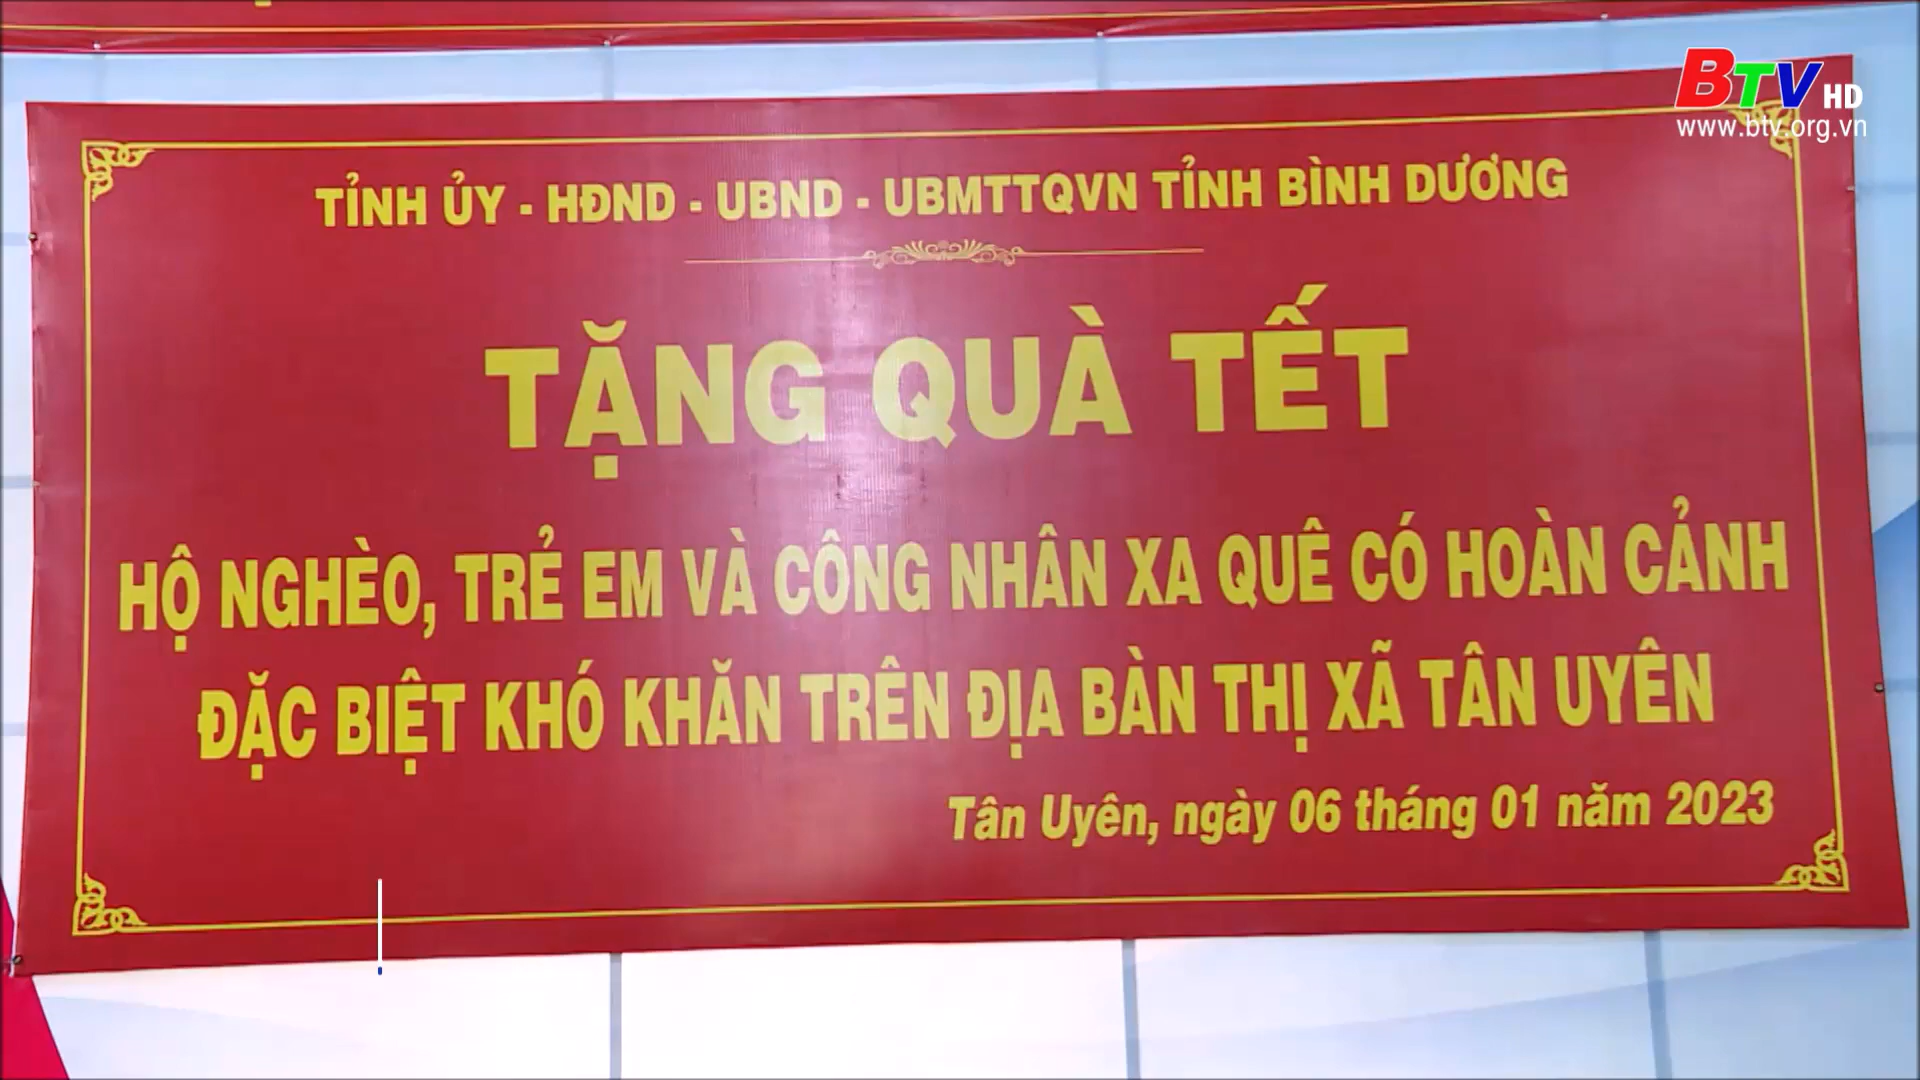 BTV HD
www.btv.org.vn
TỈNH ỦY - HĐND - UBND - UBMTTQVN TỈNH BÌNH DƯƠNG
TẶNG QUÀ TẾT
HỘ NGHÈO, TRẺ EM VÀ CÔNG NHÂN XA QUÊ CÓ HOÀN CẢNH
ĐẶC BIỆT KHÓ KHĂN TRÊN ĐỊA BÀN THỊ XÃ TÂN UYÊN
Tân Uyên, ngày 06 tháng 01 năm 2023